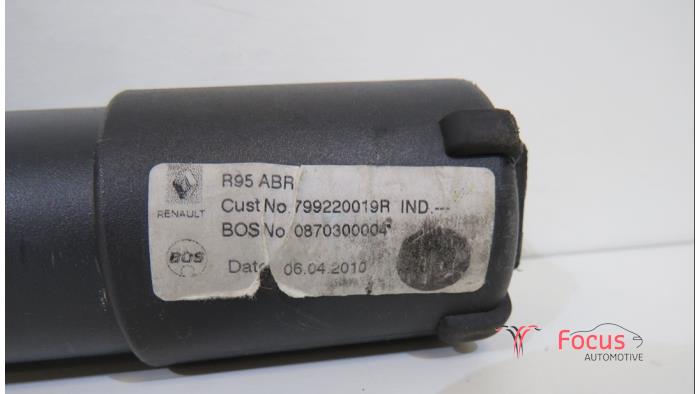 RENAULT
R95 ABR
Cust No. 799220019R IND.---
BOS No. 0870300004
BOS
Date 06.04.2010
Focus
AUTOMOTIVE